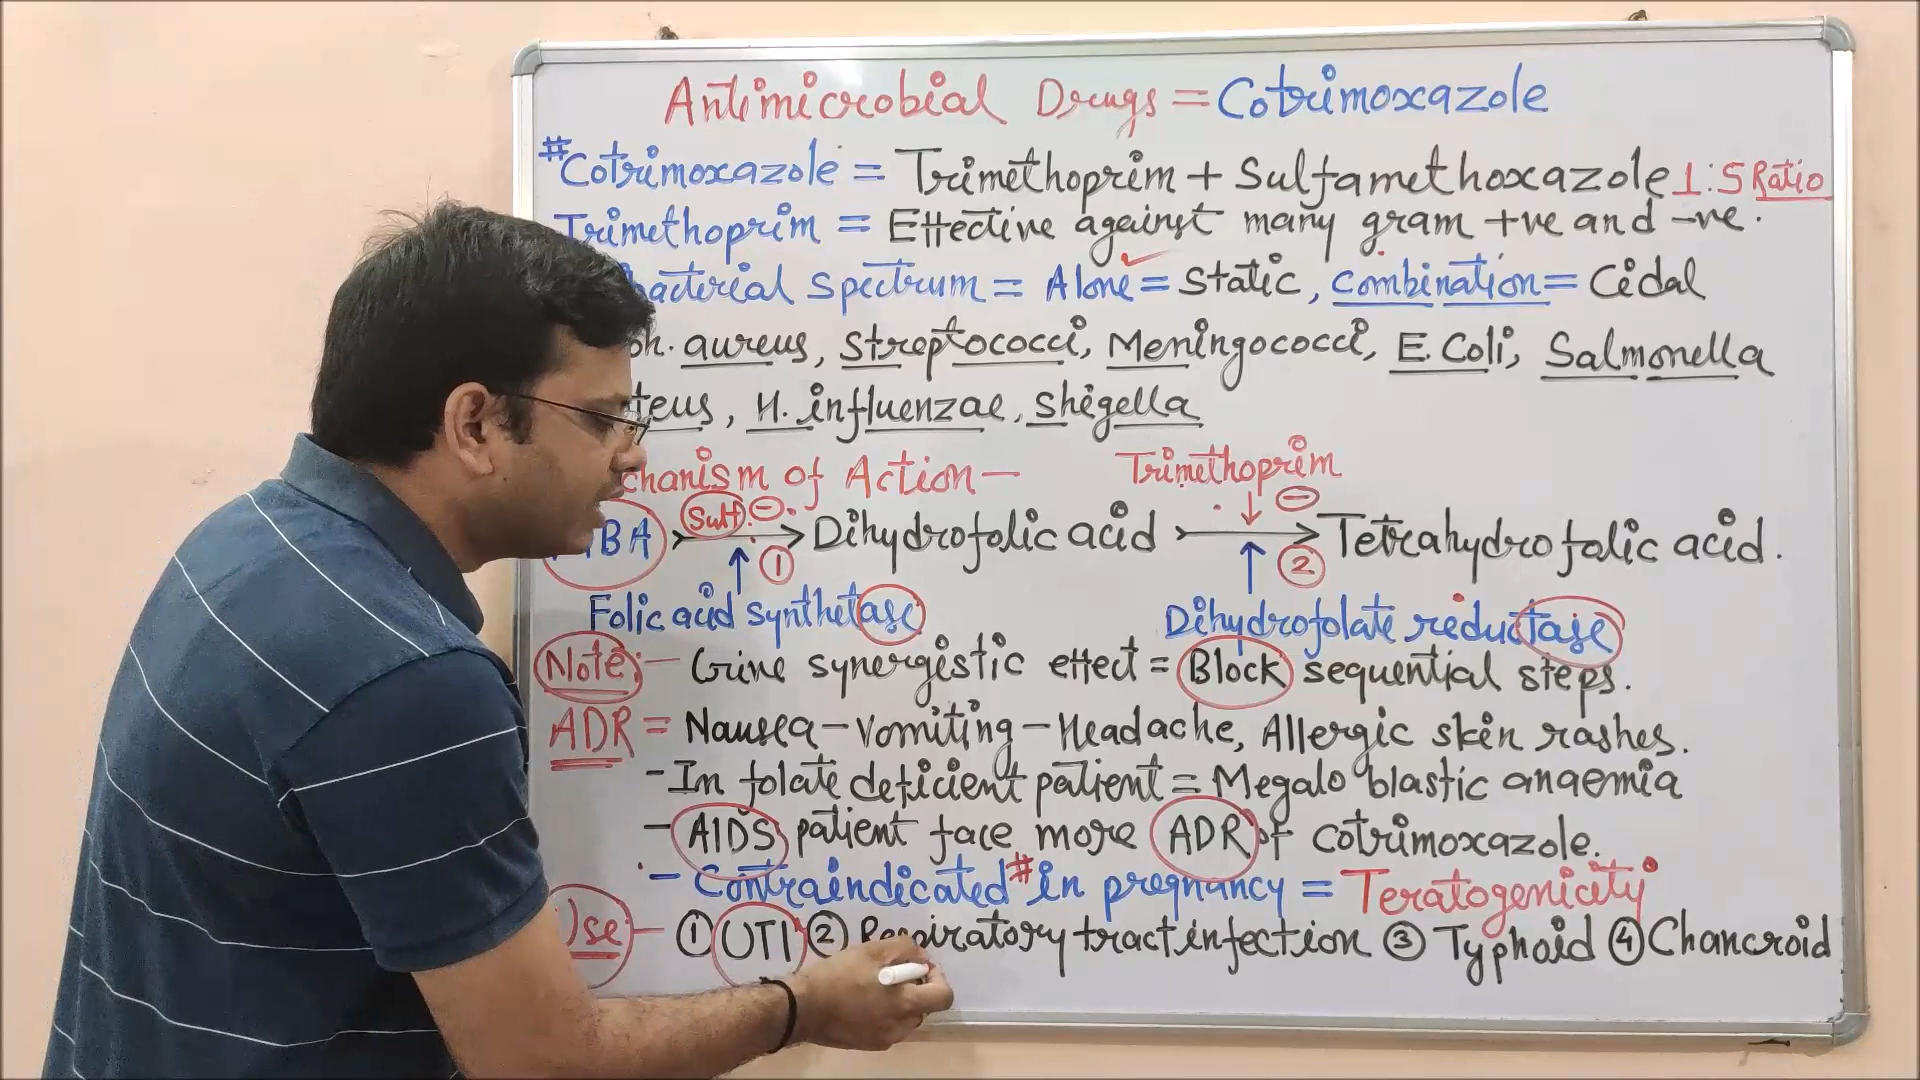 Antimicrobial Drugs = Cotrimoxazole
#Cotrimoxazole = Trimethoprim + Sulfamethoxazole 1:5 Ratio
Trimethoprim = Effective against many gram +ve and -ve.
bacterial spectrum = Alone = Static, Combination = Cidal
aureus, Streptococci, Meningococci, E. Coli, Salmonella
H. influenzae, Shigella
of Action— Trimethoprim
Sulf. ⊖ ↓ ⊖
BA → Dihydrofolic acid → Tetrahydrofolic acid.
↑ ① ↑ ②
Folic acid synthetase Dihydrofolate reductase
Note:— Give synergistic effect = Block sequential steps.
ADR = Nausea-Vomiting-Headache, Allergic skin rashes.
-In folate deficient patient = Megaloblastic anaemia
- AIDS patient face more ADR of cotrimoxazole.
- Contraindicated # in pregnancy = Teratogenicity
Use— ① UTI ② Respiratory tract infection ③ Typhoid ④ Chancroid